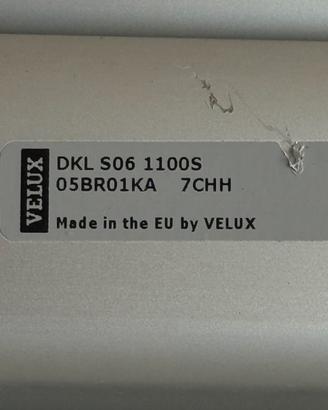 VELUX
DKL S06 1100S
05BR01KA 7CHH
Made in the EU by VELUX